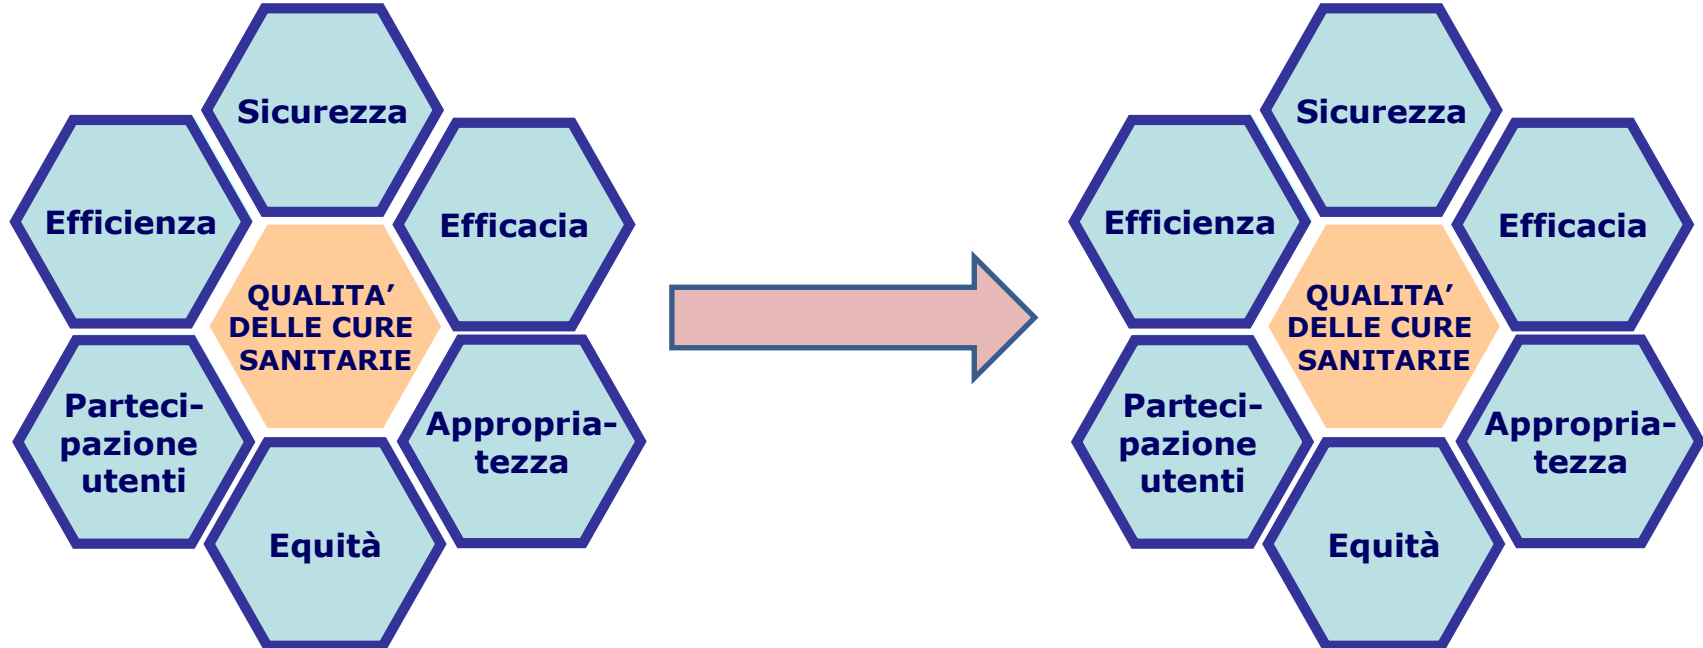 Sicurezza
Efficienza
Efficacia
QUALITA’
DELLE CURE
SANITARIE
Parteci-
pazione
utenti
Appropria-
tezza
Equità
Sicurezza
Efficienza
Efficacia
QUALITA’
DELLE CURE
SANITARIE
Parteci-
pazione
utenti
Appropria-
tezza
Equità